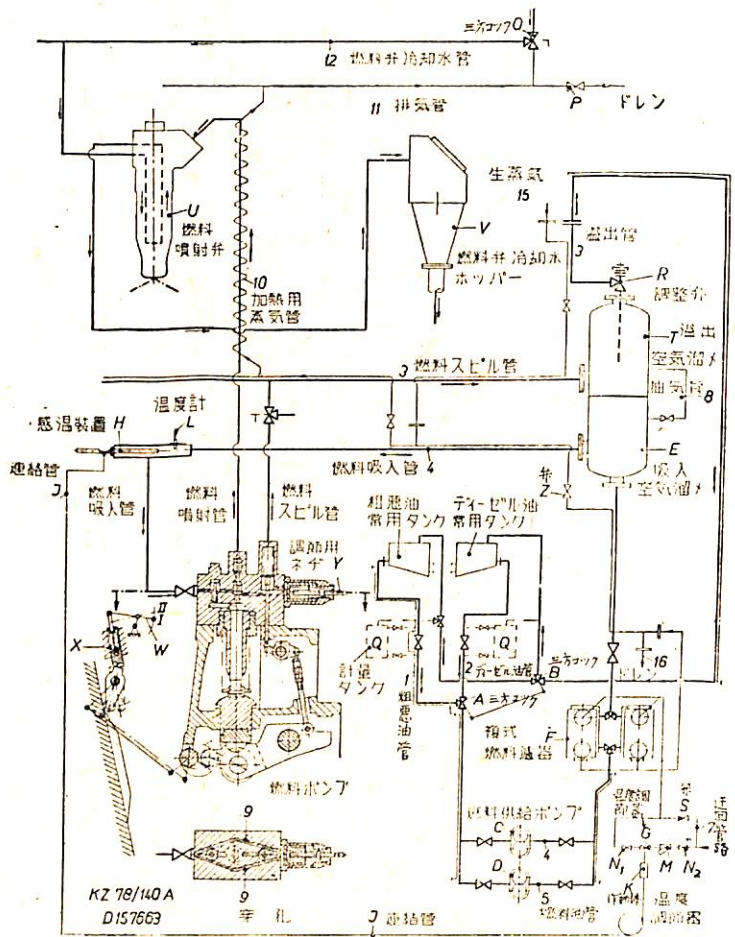 三方コック O
12 燃料弁冷却水管
11 排気管
P
ドレン
生蒸気
15
溢出管
3
U
燃料
噴射弁
V
燃料弁冷却水
ホッパー
R
調整弁
10
加熱用
蒸気管
T 溢出
空気溜メ
抽気管
8
燃料スピル管
温度計
感温装置
H
L
T
E
連結管
燃料吸入管
4
吸入
空気溜メ
J
燃料
吸入管
燃料
噴射管
燃料
スピル管
弁
Z
粗悪油
常用タンク
ディーゼル油
常用タンク
調節用
ネヂ
Y
II
I
X
W
Q
計量
タンク
Q
1
粗悪油管
2
ディーゼル油管
三方コック
B
A 三方コック
16
複式
燃料濾器
F
燃料ポンプ
燃料供給ポンプ
C
4
D
5
燃料油管
弁
S
7
G
N₁
M
N₂
K
温度
調節器
9
9
KZ 78/140 A
D157663
J 連結管